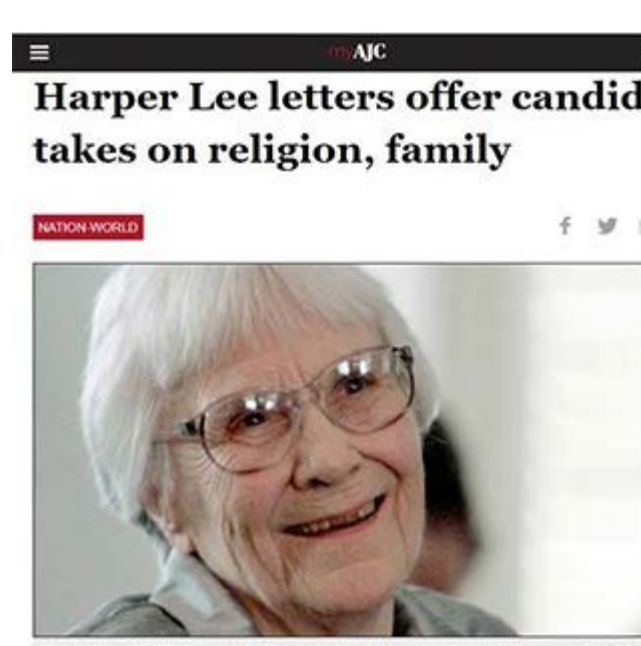 myAJC
Harper Lee letters offer candid
takes on religion, family
NATION-WORLD